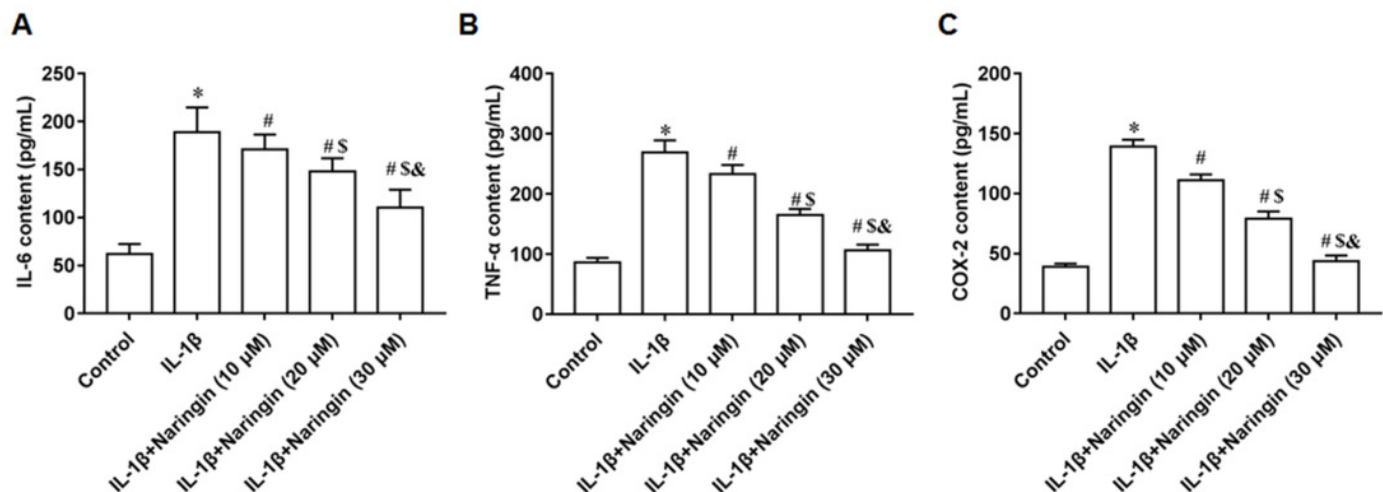 A
IL-6 content (pg/mL)
250
200
150
100
50
0
*
#
# $
# $&
Control
IL-1β
IL-1β+Naringin (10 μM)
IL-1β+Naringin (20 μM)
IL-1β+Naringin (30 μM)
B
TNF-α content (pg/mL)
400
300
200
100
0
*
#
# $
# $&
Control
IL-1β
IL-1β+Naringin (10 μM)
IL-1β+Naringin (20 μM)
IL-1β+Naringin (30 μM)
C
COX-2 content (pg/mL)
200
150
100
50
0
*
#
# $
# $&
Control
IL-1β
IL-1β+Naringin (10 μM)
IL-1β+Naringin (20 μM)
IL-1β+Naringin (30 μM)